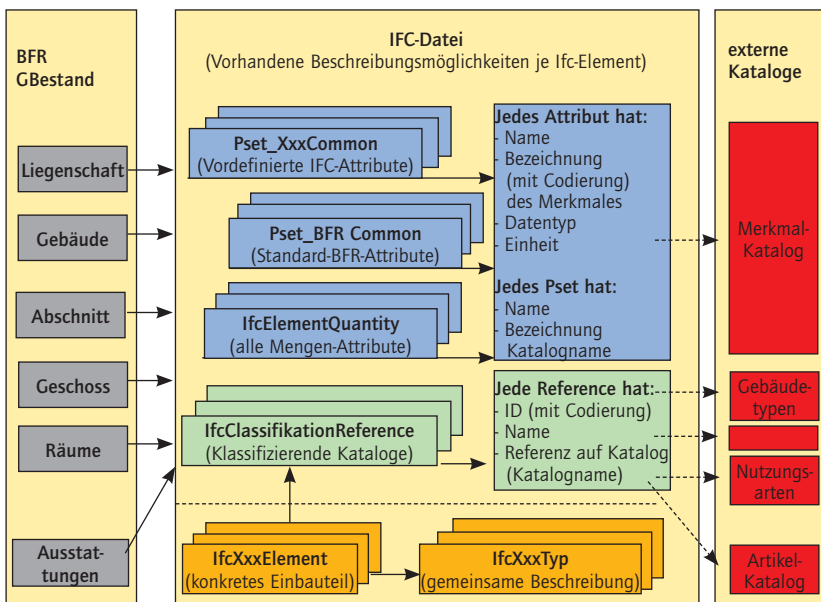 BFR
GBestand
Liegenschaft
Gebäude
Abschnitt
Geschoss
Räume
Ausstat-
tungen
IFC-Datei
(Vorhandene Beschreibungsmöglichkeiten je Ifc-Element)
Pset_XxxCommon
(Vordefinierte IFC-Attribute)
Pset_BFR Common
(Standard-BFR-Attribute)
IfcElementQuantity
(alle Mengen-Attribute)
IfcClassifikationReference
(Klassifizierende Kataloge)
IfcXxxElement
(konkretes Einbauteil)
IfcXxxTyp
(gemeinsame Beschreibung)
Jedes Attribut hat:
- Name
- Bezeichnung
(mit Codierung)
des Merkmales
- Datentyp
- Einheit
Jedes Pset hat:
- Name
- Bezeichnung
Katalogname
Jede Reference hat:
- ID (mit Codierung)
- Name
- Referenz auf Katalog
(Katalogname)
externe
Kataloge
Merkmal-
Katalog
Gebäude-
typen
Nutzungs-
arten
Artikel-
Katalog